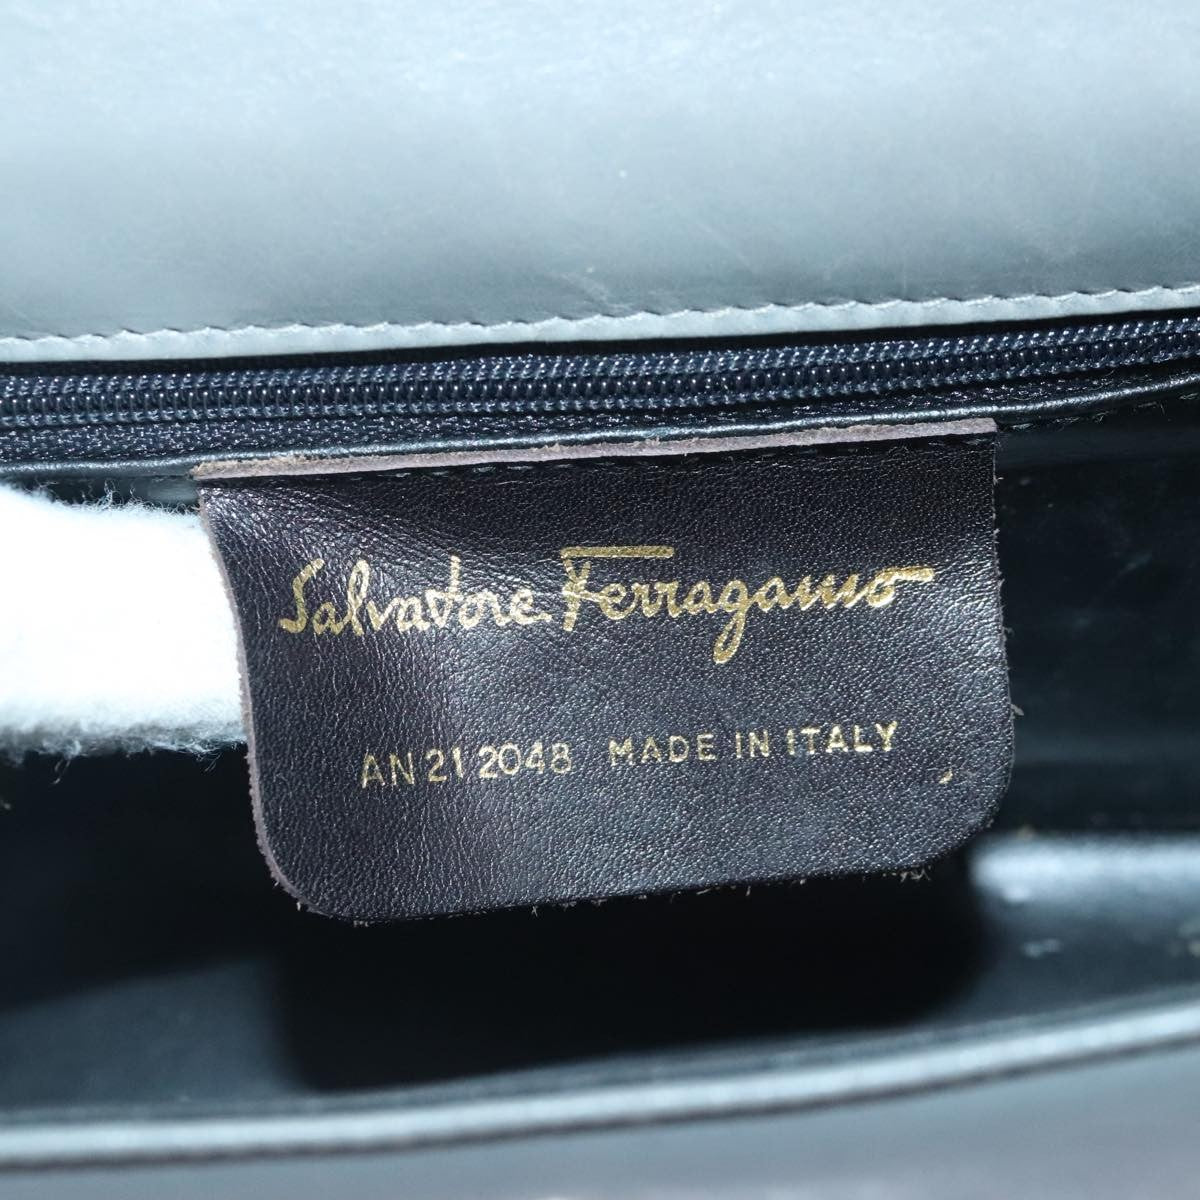 Salvatore Ferragamo
AN 21 2048 MADE IN ITALY